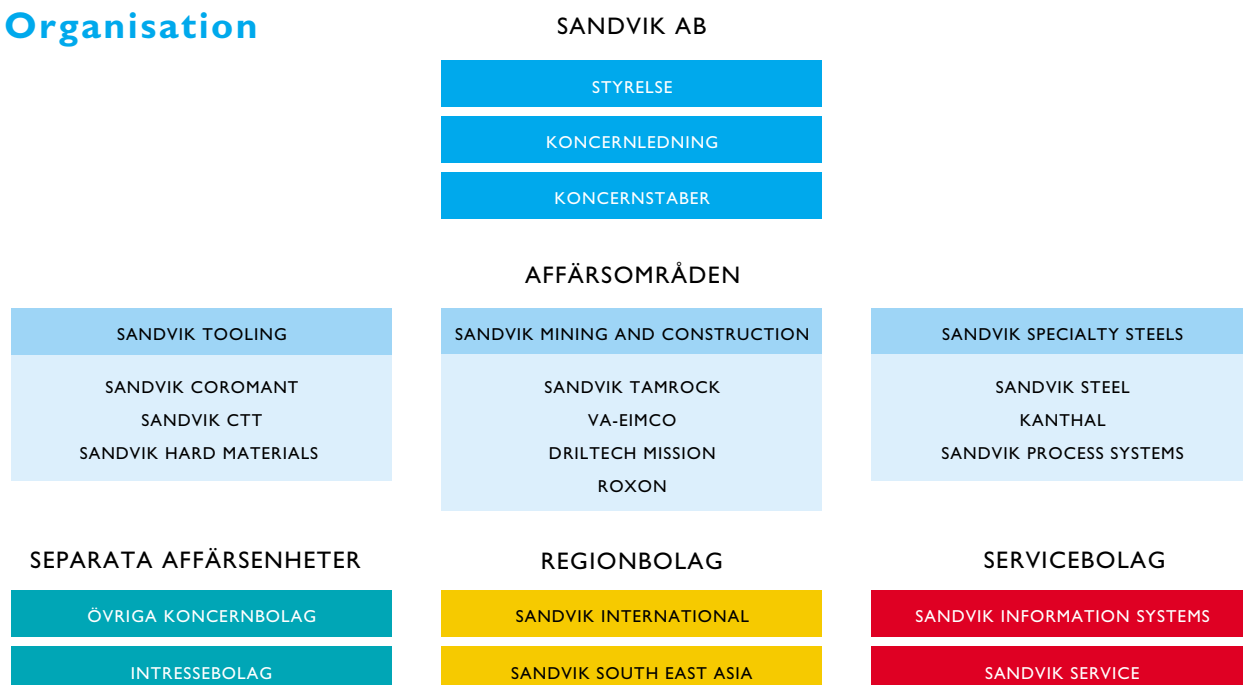 Organisation
SANDVIK AB
STYRELSE
KONCERNLEDNING
KONCERNSTABER
AFFÄRSOMRÅDEN
SANDVIK TOOLING
SANDVIK COROMANT
SANDVIK CTT
SANDVIK HARD MATERIALS
SANDVIK MINING AND CONSTRUCTION
SANDVIK TAMROCK
VA-EIMCO
DRILTECH MISSION
ROXON
SANDVIK SPECIALTY STEELS
SANDVIK STEEL
KANTHAL
SANDVIK PROCESS SYSTEMS
SEPARATA AFFÄRSENHETER
ÖVRIGA KONCERNBOLAG
INTRESSEBOLAG
REGIONBOLAG
SANDVIK INTERNATIONAL
SANDVIK SOUTH EAST ASIA
SERVICEBOLAG
SANDVIK INFORMATION SYSTEMS
SANDVIK SERVICE